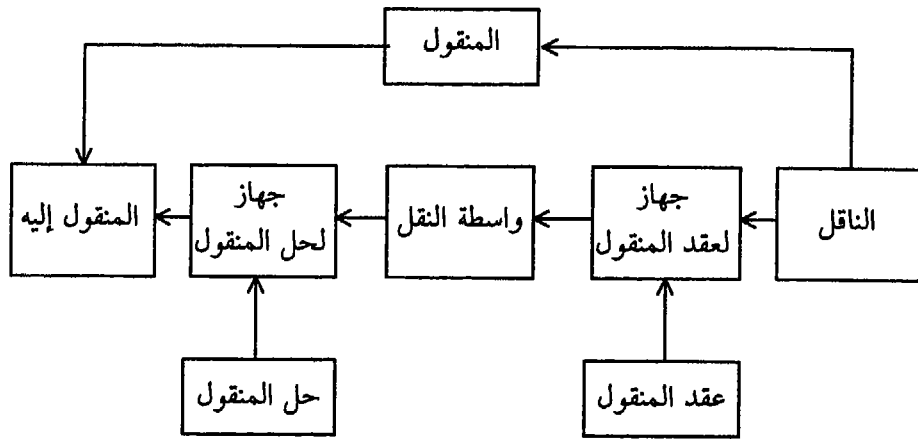 المنقول
الناقل
جهاز
لعقد المنقول
واسطة النقل
جهاز
لحل المنقول
المنقول إليه
عقد المنقول
حل المنقول